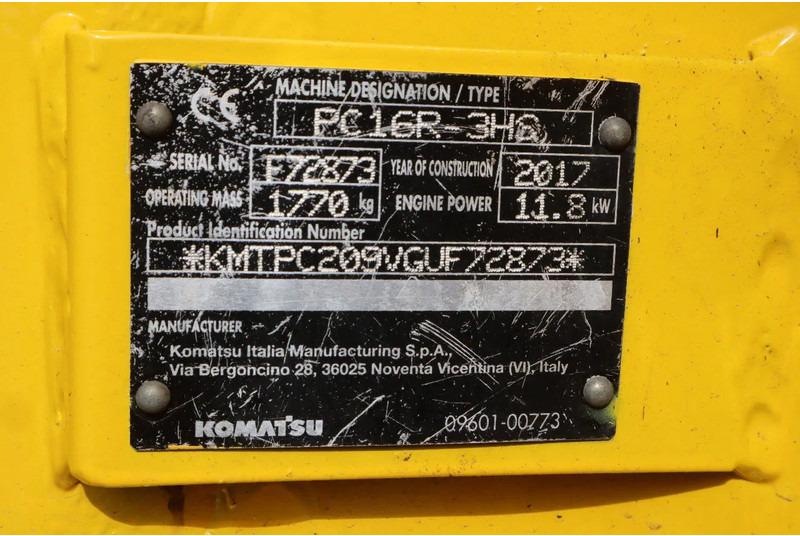 CE MACHINE DESIGNATION / TYPE
PC16R-3HS
SERIAL No. F72873 YEAR OF CONSTRUCTION 2017
OPERATING MASS 1770 kg ENGINE POWER 11.8 kW
Product Identification Number
*KMTPC209VGUF72873*
MANUFACTURER
Komatsu Italia Manufacturing S.p.A.,
Via Bergoncino 28, 36025 Noventa Vicentina (VI), Italy
KOMATSU 09601-00773